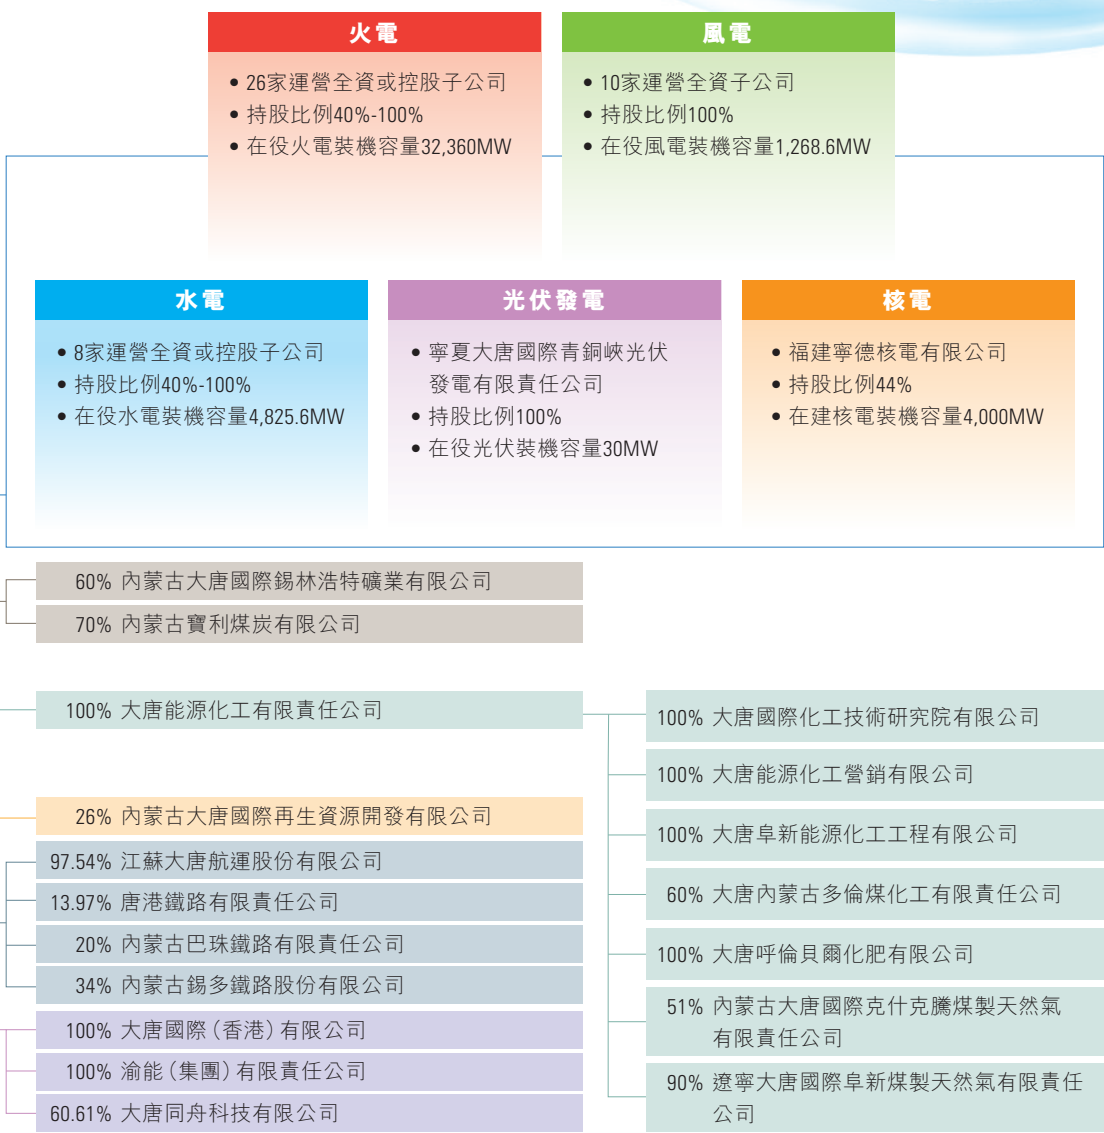 火電
• 26家運營全資或控股子公司
• 持股比例40%-100%
• 在役火電裝機容量32,360MW
風電
• 10家運營全資子公司
• 持股比例100%
• 在役風電裝機容量1,268.6MW
水電
• 8家運營全資或控股子公司
• 持股比例40%-100%
• 在役水電裝機容量4,825.6MW
光伏發電
• 寧夏大唐國際青銅峽光伏
發電有限責任公司
• 持股比例100%
• 在役光伏裝機容量30MW
核電
• 福建寧德核電有限公司
• 持股比例44%
• 在建核電裝機容量4,000MW
60% 內蒙古大唐國際錫林浩特礦業有限公司
70% 內蒙古寶利煤炭有限公司
100% 大唐能源化工有限責任公司
26% 內蒙古大唐國際再生資源開發有限公司
97.54% 江蘇大唐航運股份有限公司
13.97% 唐港鐵路有限責任公司
20% 內蒙古巴珠鐵路有限責任公司
34% 內蒙古錫多鐵路股份有限公司
100% 大唐國際（香港）有限公司
100% 渝能（集團）有限責任公司
60.61% 大唐同舟科技有限公司
100% 大唐國際化工技術研究院有限公司
100% 大唐能源化工營銷有限公司
100% 大唐阜新能源化工工程有限公司
60% 大唐內蒙古多倫煤化工有限責任公司
100% 大唐呼倫貝爾化肥有限公司
51% 內蒙古大唐國際克什克騰煤製天然氣
有限責任公司
90% 遼寧大唐國際阜新煤製天然氣有限責任
公司